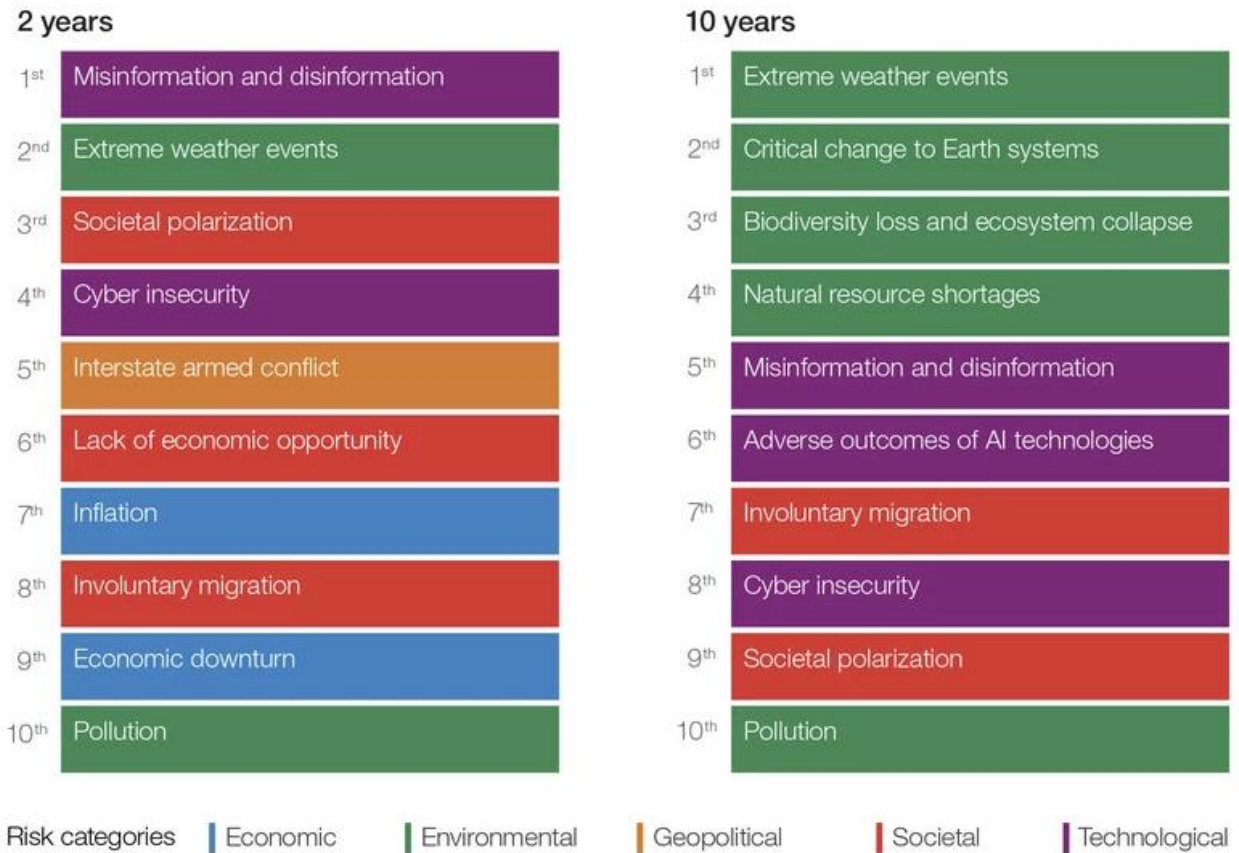 2 years
1st Misinformation and disinformation
2nd Extreme weather events
3rd Societal polarization
4th Cyber insecurity
5th Interstate armed conflict
6th Lack of economic opportunity
7th Inflation
8th Involuntary migration
9th Economic downturn
10th Pollution
10 years
1st Extreme weather events
2nd Critical change to Earth systems
3rd Biodiversity loss and ecosystem collapse
4th Natural resource shortages
5th Misinformation and disinformation
6th Adverse outcomes of AI technologies
7th Involuntary migration
8th Cyber insecurity
9th Societal polarization
10th Pollution
Risk categories Economic Environmental Geopolitical Societal Technological